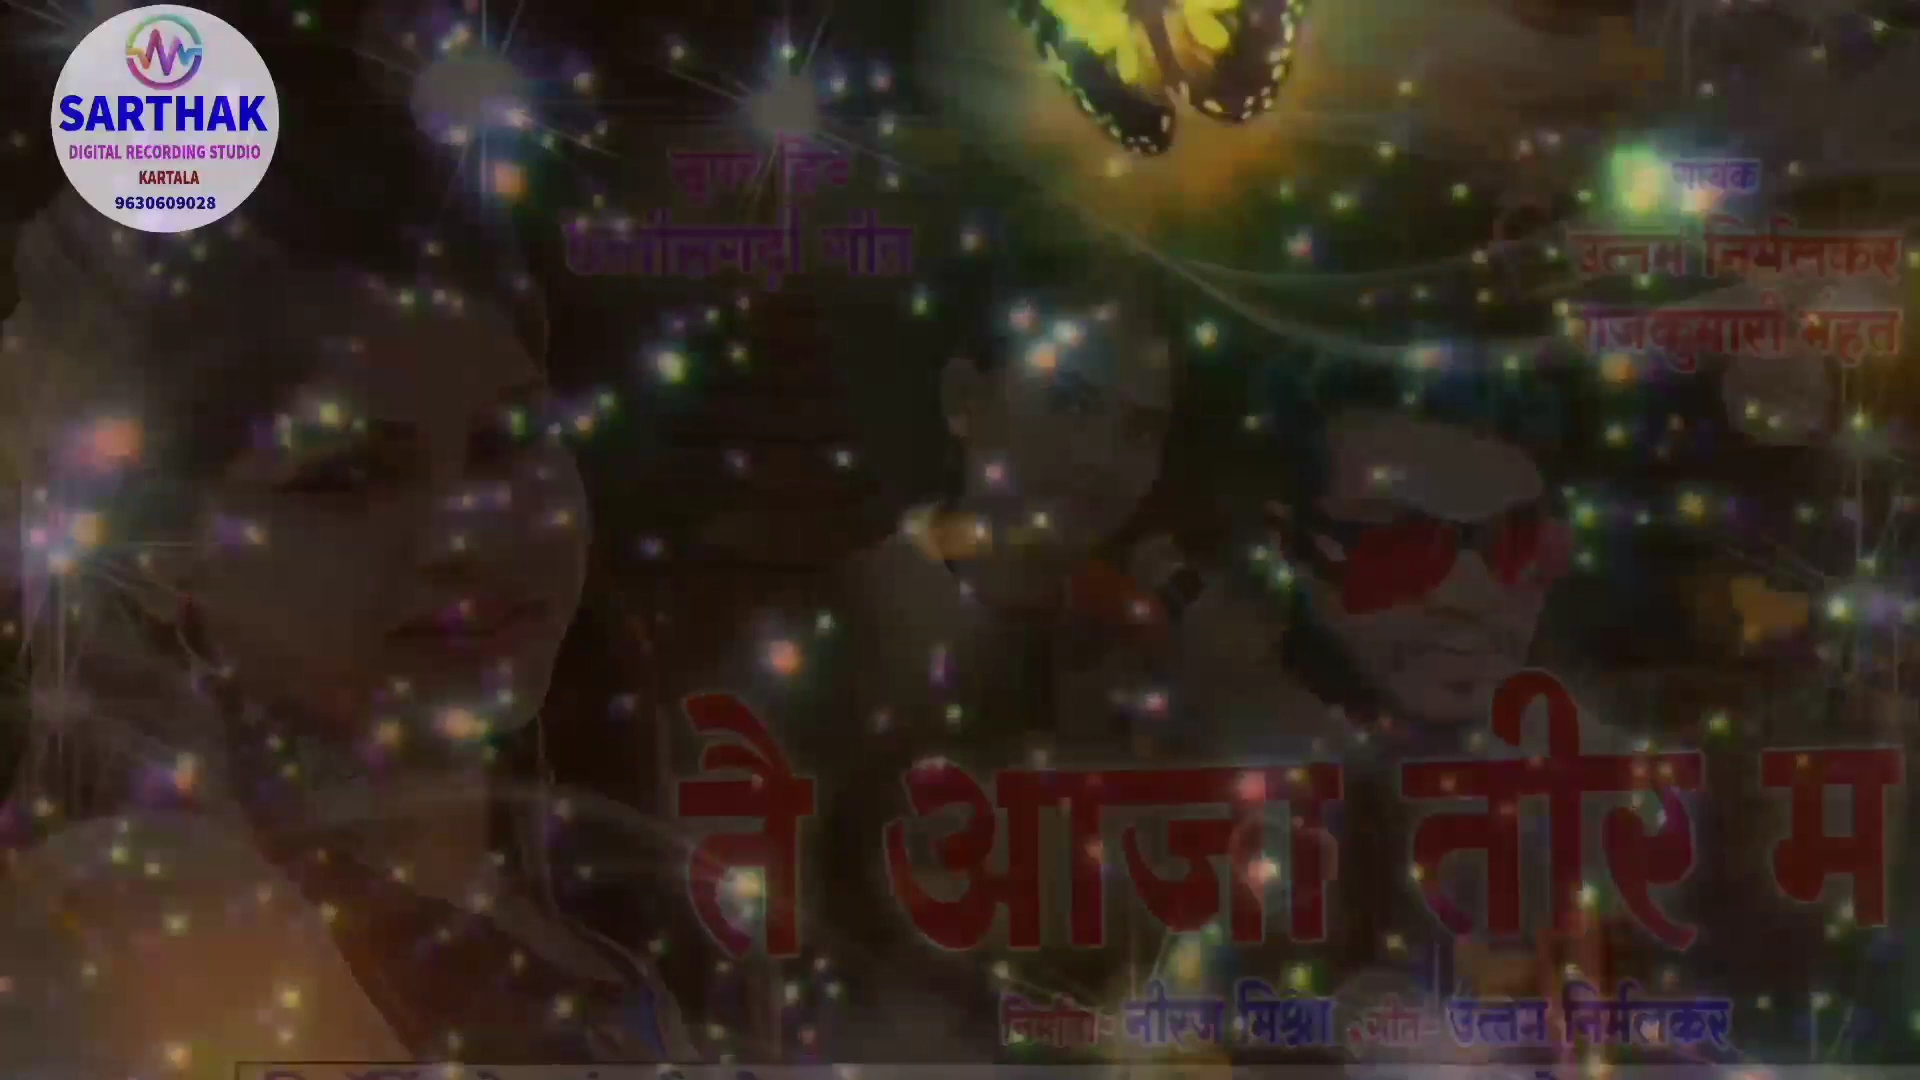 SARTHAK
DIGITAL RECORDING STUDIO
KARTALA
9630609028
सुपर हिट
छत्तीसगढ़ी गीत
गायक
उत्तम निर्मलकर
राजकुमारी महंत
तै आजा तीर म
निर्माता- नीरज मिश्रा , गीत- उत्तम निर्मलकर